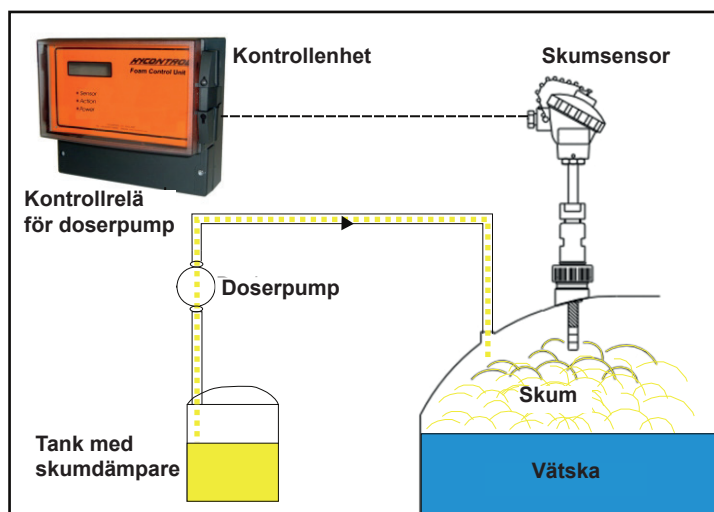 Kontrollenhet
Skumsensor
HYCONTROL
Foam Control Unit
Sensor
Action
Power
Kontrollrelä
för doserpump
Doserpump
Skum
Tank med
skumdämpare
Vätska